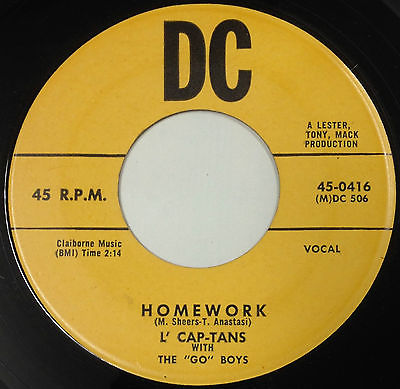 DC
A LESTER,
TONY, MACK
PRODUCTION
45 R.P.M.
45-0416
(M)DC 506
Claiborne Music
(BMI) Time 2:14
VOCAL
HOMEWORK
(M. Sheers-T. Anastasi)
L' CAP-TANS
WITH
THE "GO" BOYS